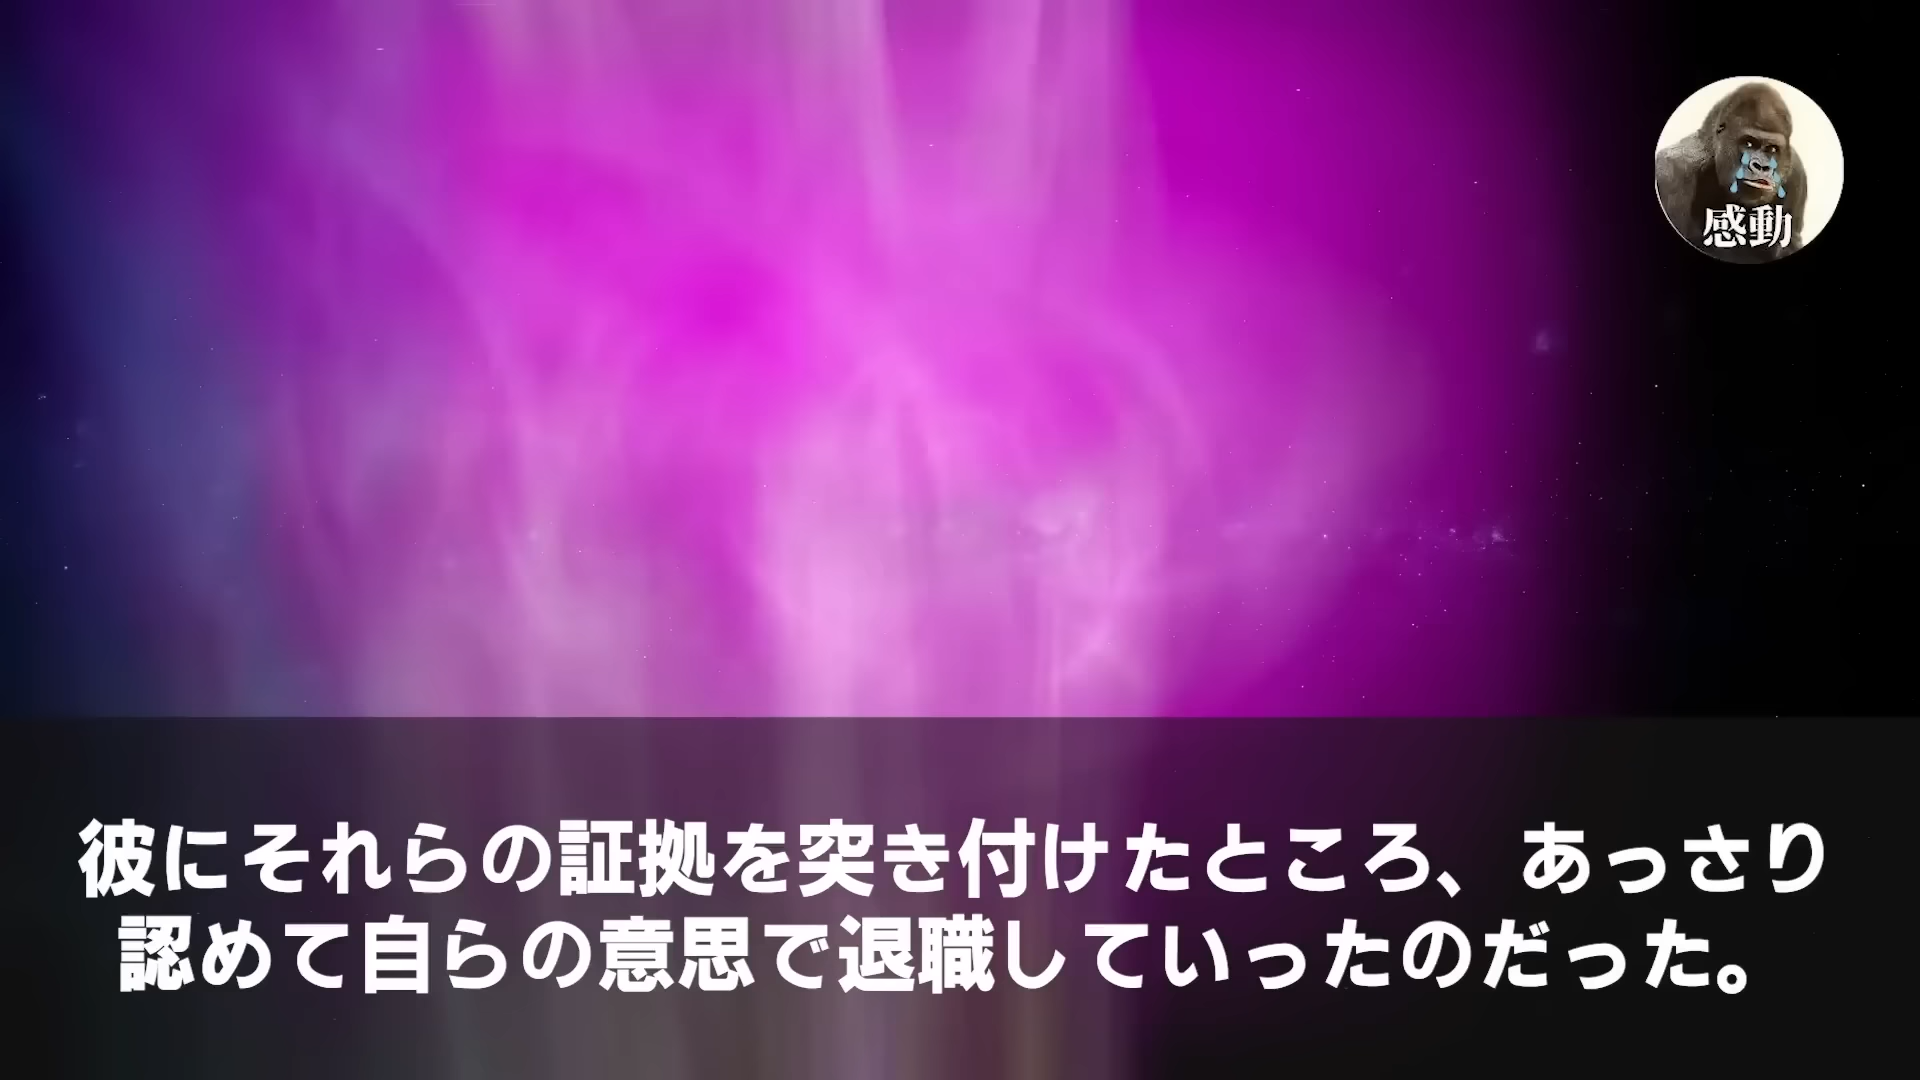 感動
彼にそれらの証拠を突き付けたところ、あっさり
認めて自らの意思で退職していったのだった。